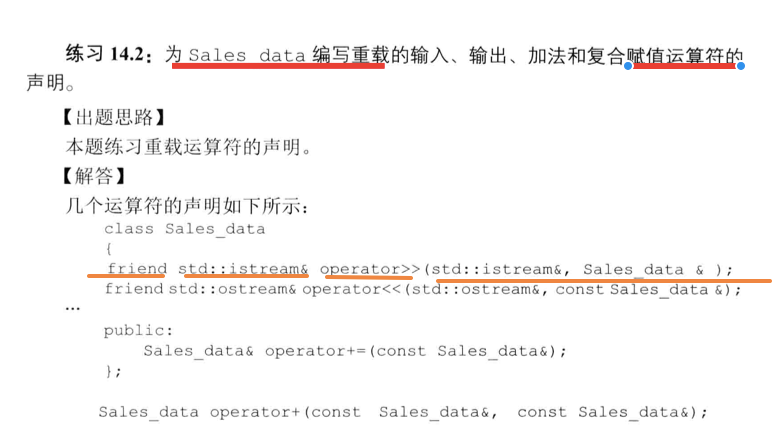 练习 14.2：为 Sales_data 编写重载的输入、输出、加法和复合赋值运算符的
声明。
【出题思路】
本题练习重载运算符的声明。
【解答】
几个运算符的声明如下所示：
class Sales_data
{
friend std::istream& operator>>(std::istream&, Sales_data & );
friend std::ostream& operator<<(std::ostream&, const Sales_data &);
…
public:
Sales_data& operator+=(const Sales_data&);
};
Sales_data operator+(const Sales_data&, const Sales_data&);